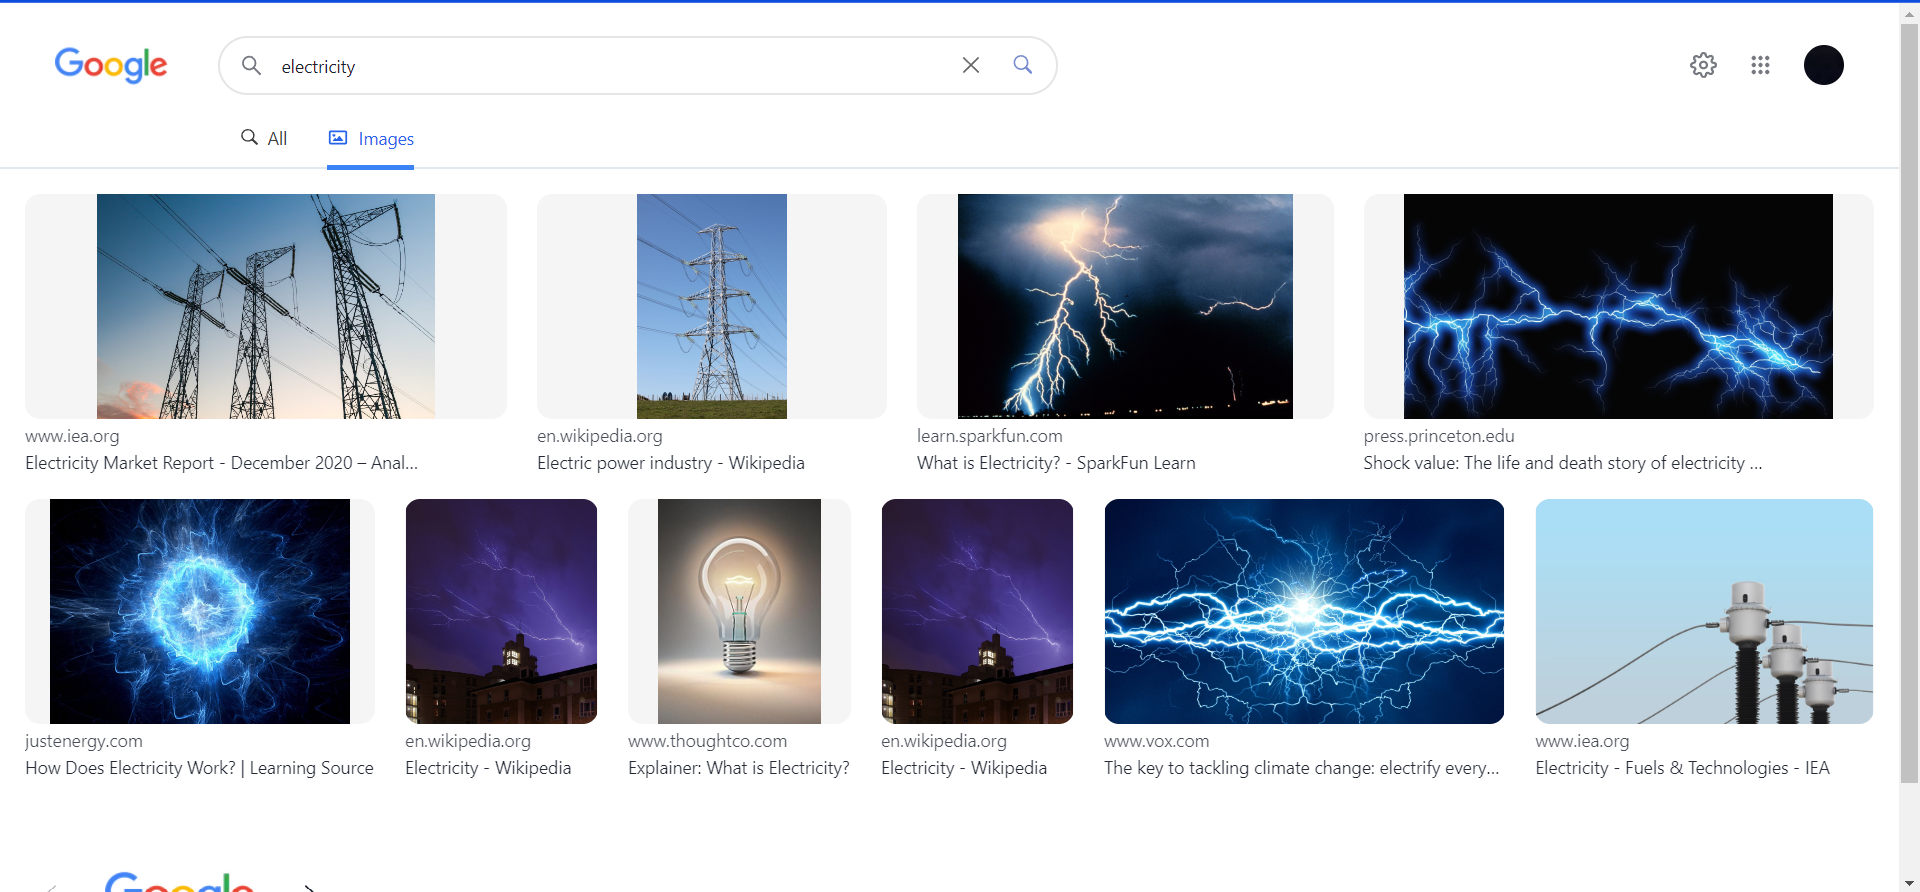 Google
electricity
All
Images
www.iea.org
Electricity Market Report - December 2020 – Anal...
en.wikipedia.org
Electric power industry - Wikipedia
learn.sparkfun.com
What is Electricity? - SparkFun Learn
press.princeton.edu
Shock value: The life and death story of electricity ...
justenergy.com
How Does Electricity Work? | Learning Source
en.wikipedia.org
Electricity - Wikipedia
www.thoughtco.com
Explainer: What is Electricity?
en.wikipedia.org
Electricity - Wikipedia
www.vox.com
The key to tackling climate change: electrify every...
www.iea.org
Electricity - Fuels & Technologies - IEA
Google